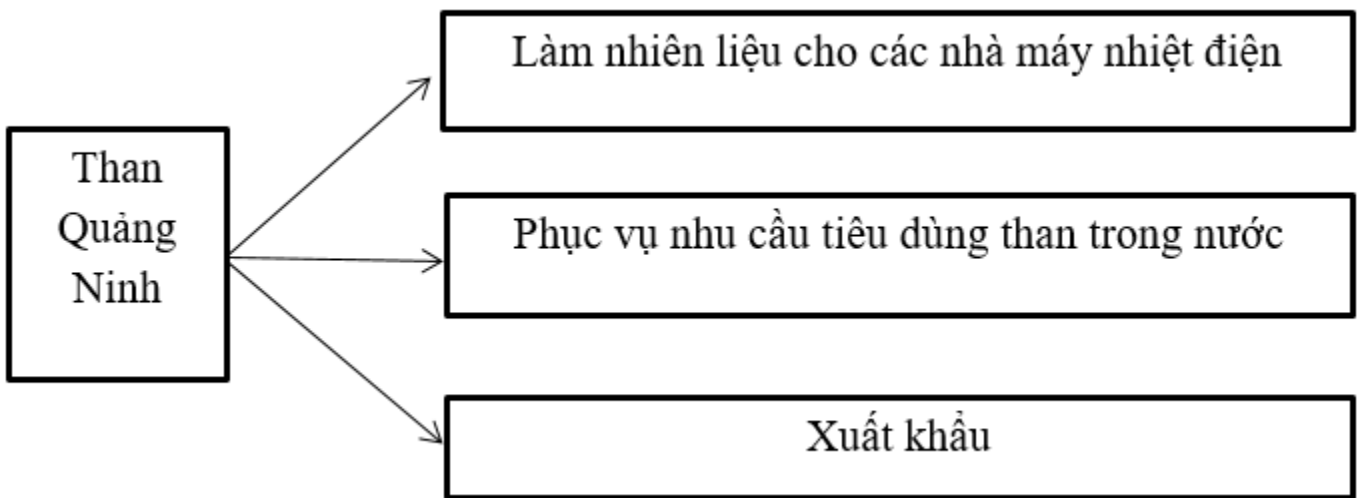 Làm nhiên liệu cho các nhà máy nhiệt điện
Than
Quảng
Ninh
Phục vụ nhu cầu tiêu dùng than trong nước
Xuất khẩu